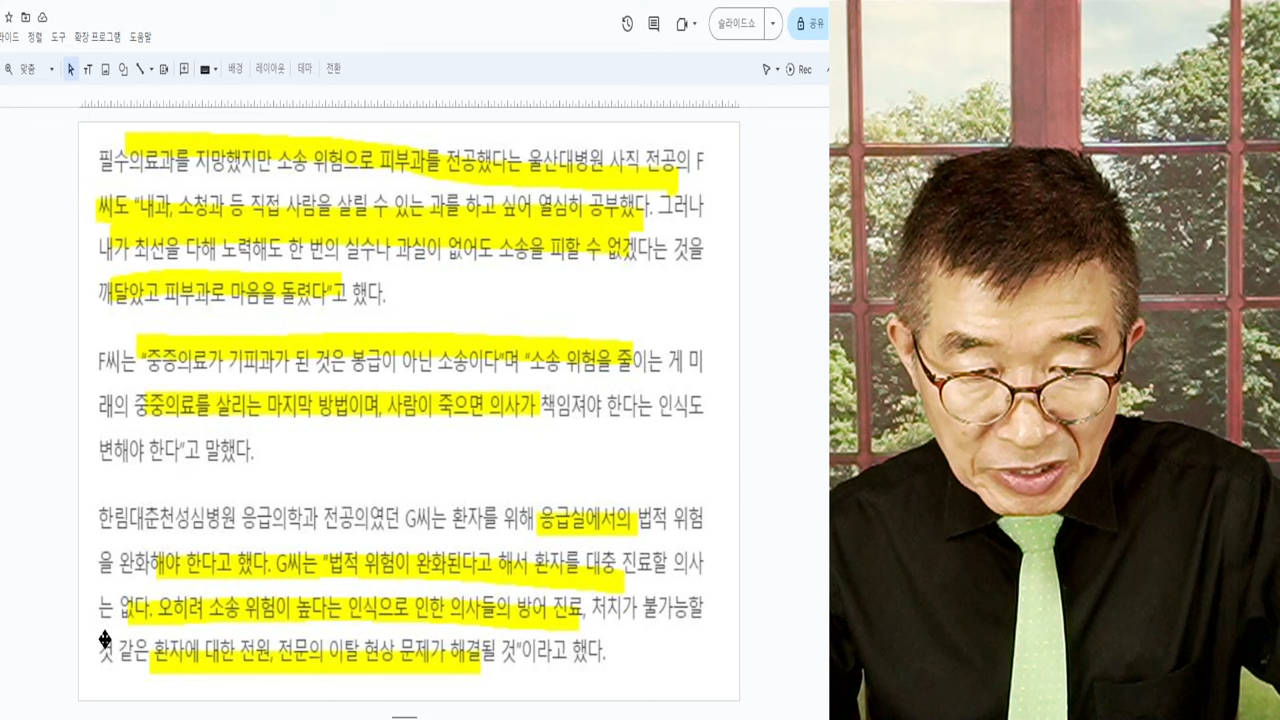 슬라이드쇼
공유
라이드 정렬 도구 확장 프로그램 도움말
맞춤
배경 레이아웃 테마 전환
Rec
필수의료과를 지망했지만 소송 위험으로 피부과를 전공했다는 울산대병원 사직 전공의 F
씨도 "내과, 소청과 등 직접 사람을 살릴 수 있는 과를 하고 싶어 열심히 공부했다. 그러나
내가 최선을 다해 노력해도 한 번의 실수나 과실이 없어도 소송을 피할 수 없겠다는 것을
깨달았고 피부과로 마음을 돌렸다"고 했다.
F씨는 "중증의료가 기피과가 된 것은 봉급이 아닌 소송이다"며 "소송 위험을 줄이는 게 미
래의 중중의료를 살리는 마지막 방법이며, 사람이 죽으면 의사가 책임져야 한다는 인식도
변해야 한다"고 말했다.
한림대춘천성심병원 응급의학과 전공의였던 G씨는 환자를 위해 응급실에서의 법적 위험
을 완화해야 한다고 했다. G씨는 "법적 위험이 완화된다고 해서 환자를 대충 진료할 의사
는 없다. 오히려 소송 위험이 높다는 인식으로 인한 의사들의 방어 진료, 처치가 불가능할
것 같은 환자에 대한 전원, 전문의 이탈 현상 문제가 해결될 것"이라고 했다.